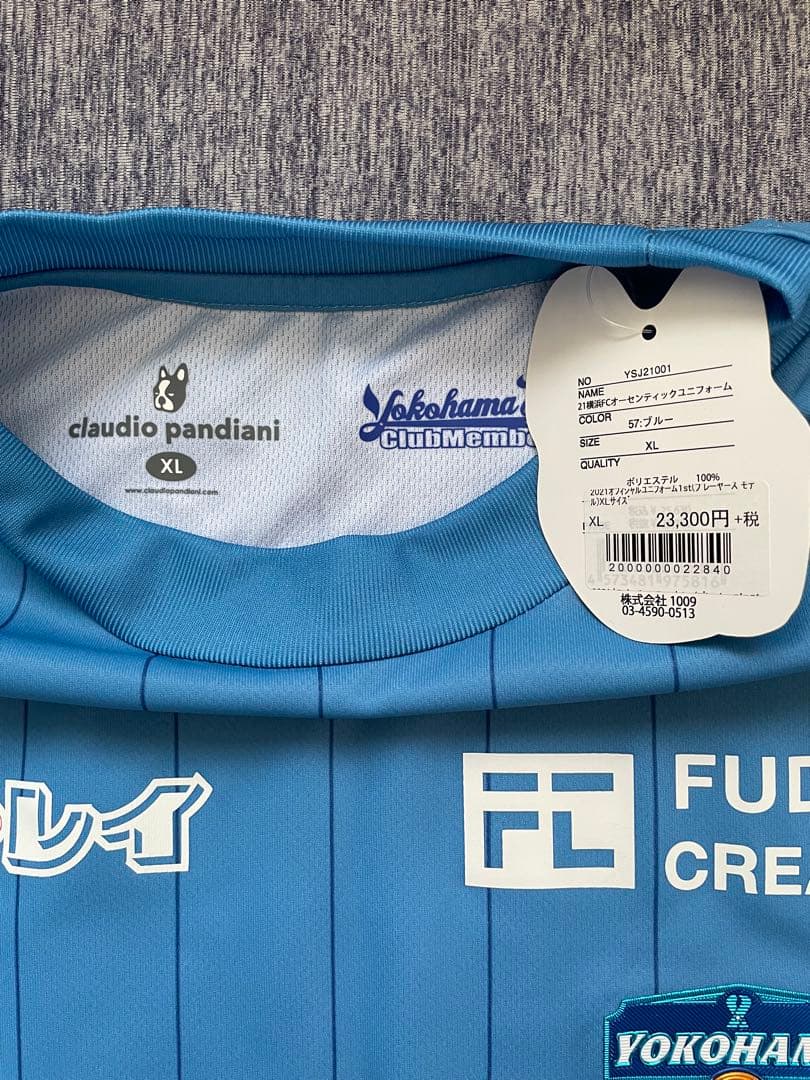 claudio pandiani
XL
www.claudiopandiani.com
Yokohama
ClubMemb
NO YSJ21001
NAME
21横浜FCオーセンティックユニフォーム
COLOR 57:ブルー
SIZE XL
QUALITY
ポリエステル 100%
2021オフィシャルユニフォーム1st(プレーヤーズ モデ
ル)XLサイズ
XL 23,300円 +税
2000000022840
4573481975816
株式会社 1009
03-4590-0513
レイ
FL
FUD
CREA
YOKOHAM